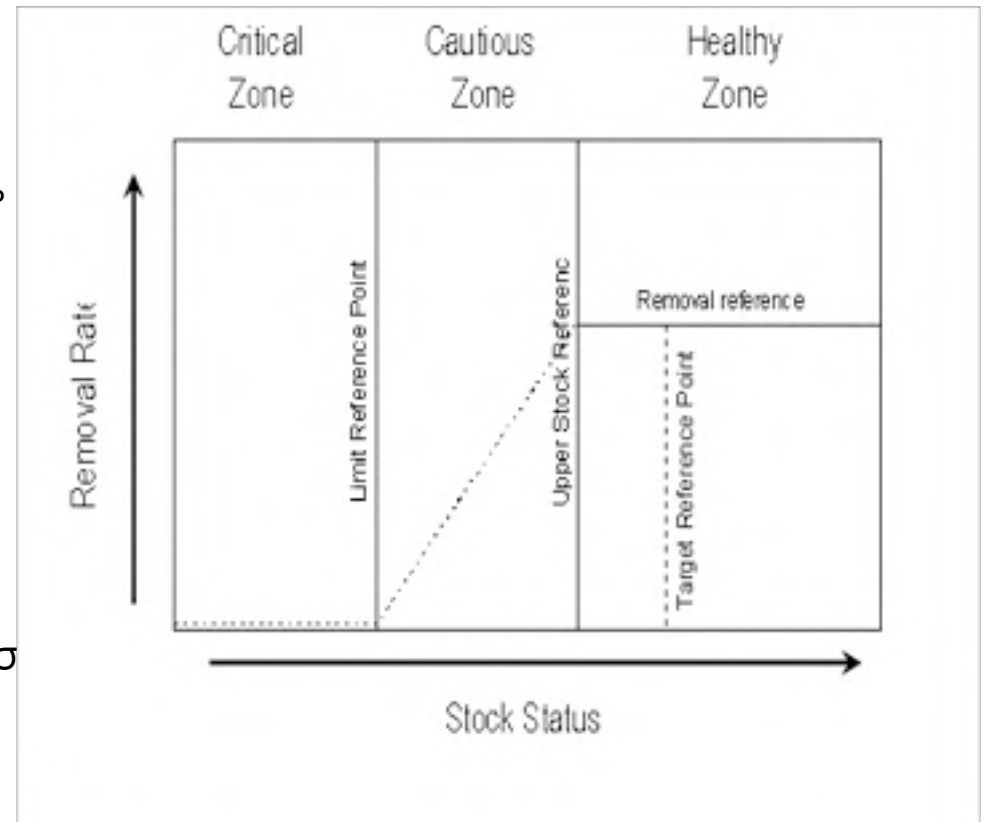 Critical
Zone
Cautious
Zone
Healthy
Zone
Removal Rate
Limit Reference Point
Upper Stock Referenc
Removal reference
Target Reference Point
Stock Status
σ